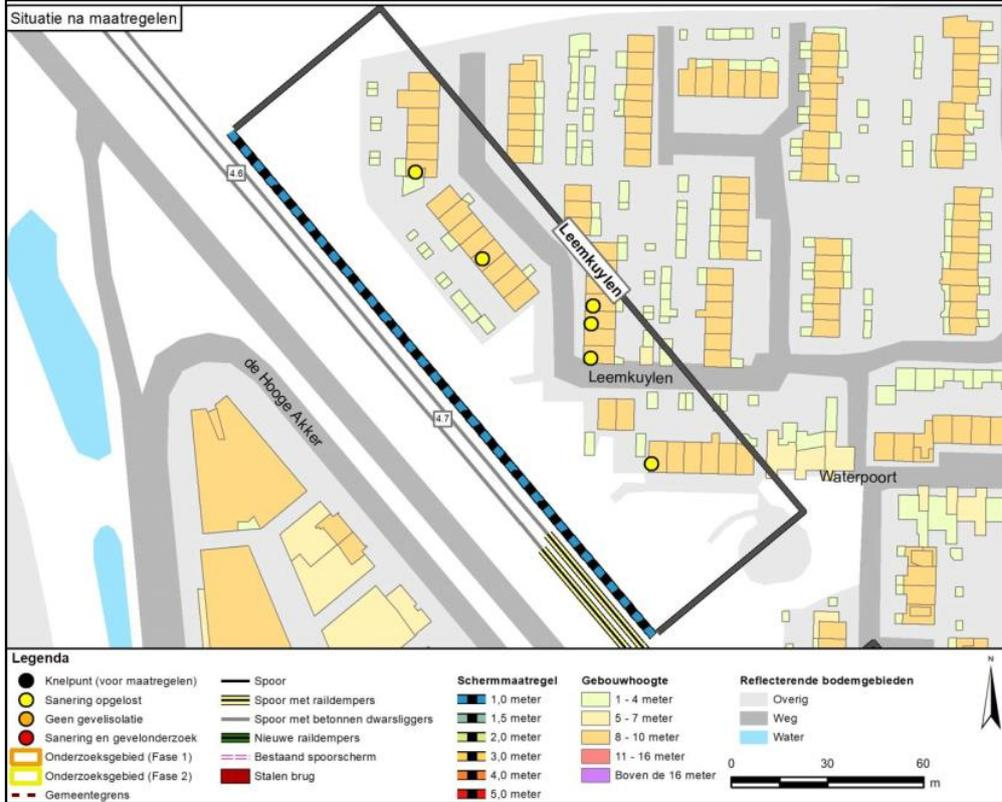 Situatie na maatregelen
4.6
Leemkuylen
de Hooge Akker
4.7
Leemkuylen
Waterpoort
Legenda
Knelpunt (voor maatregelen)
Sanering opgelost
Geen gevelisolatie
Sanering en gevelonderzoek
Onderzoeksgebied (Fase 1)
Onderzoeksgebied (Fase 2)
Gemeentegrens
Spoor
Spoor met raildempers
Spoor met betonnen dwarsliggers
Nieuwe raildempers
Bestaand spoorscherm
Stalen brug
Schermmaatregel
1,0 meter
1,5 meter
2,0 meter
3,0 meter
4,0 meter
5,0 meter
Gebouwhoogte
1 - 4 meter
5 - 7 meter
8 - 10 meter
11 - 16 meter
Boven de 16 meter
Reflecterende bodemgebieden
Overig
Weg
Water
N
0 30 60
m